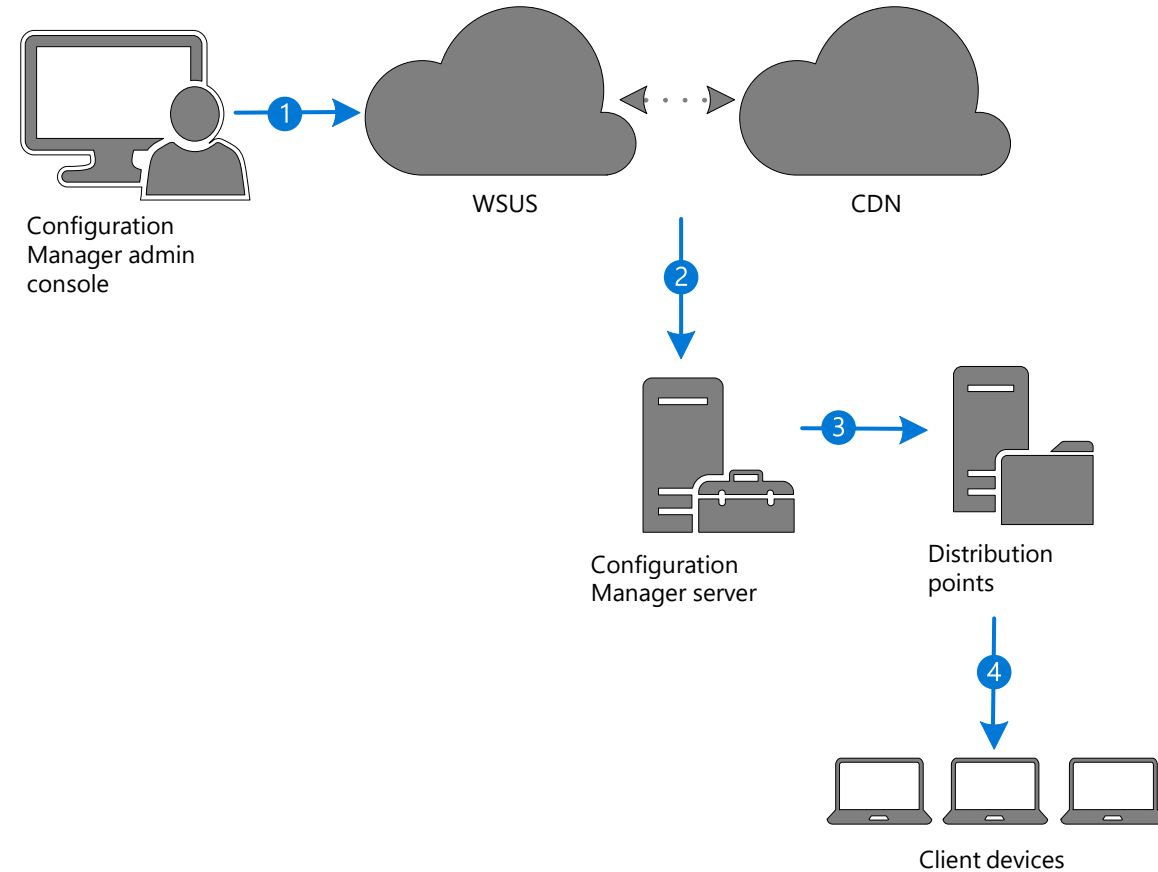 1
WSUS
CDN
Configuration
Manager admin
console
2
3
Configuration
Manager server
Distribution
points
4
Client devices